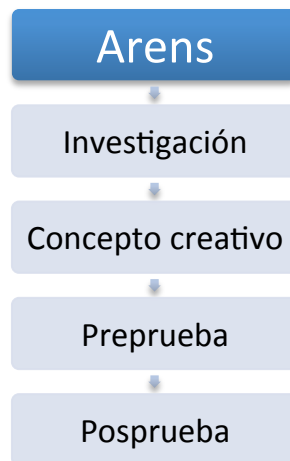 Arens
Investigación
Concepto creativo
Preprueba
Posprueba